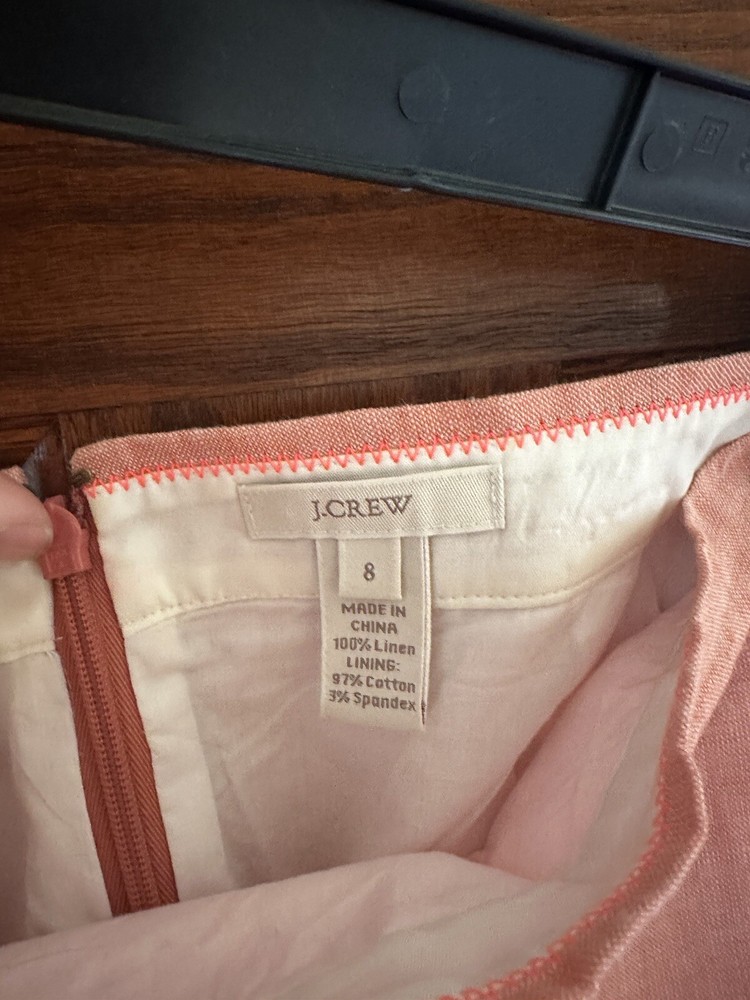 J.CREW
8
MADE IN
CHINA
100% Linen
LINING:
97% Cotton
3% Spandex